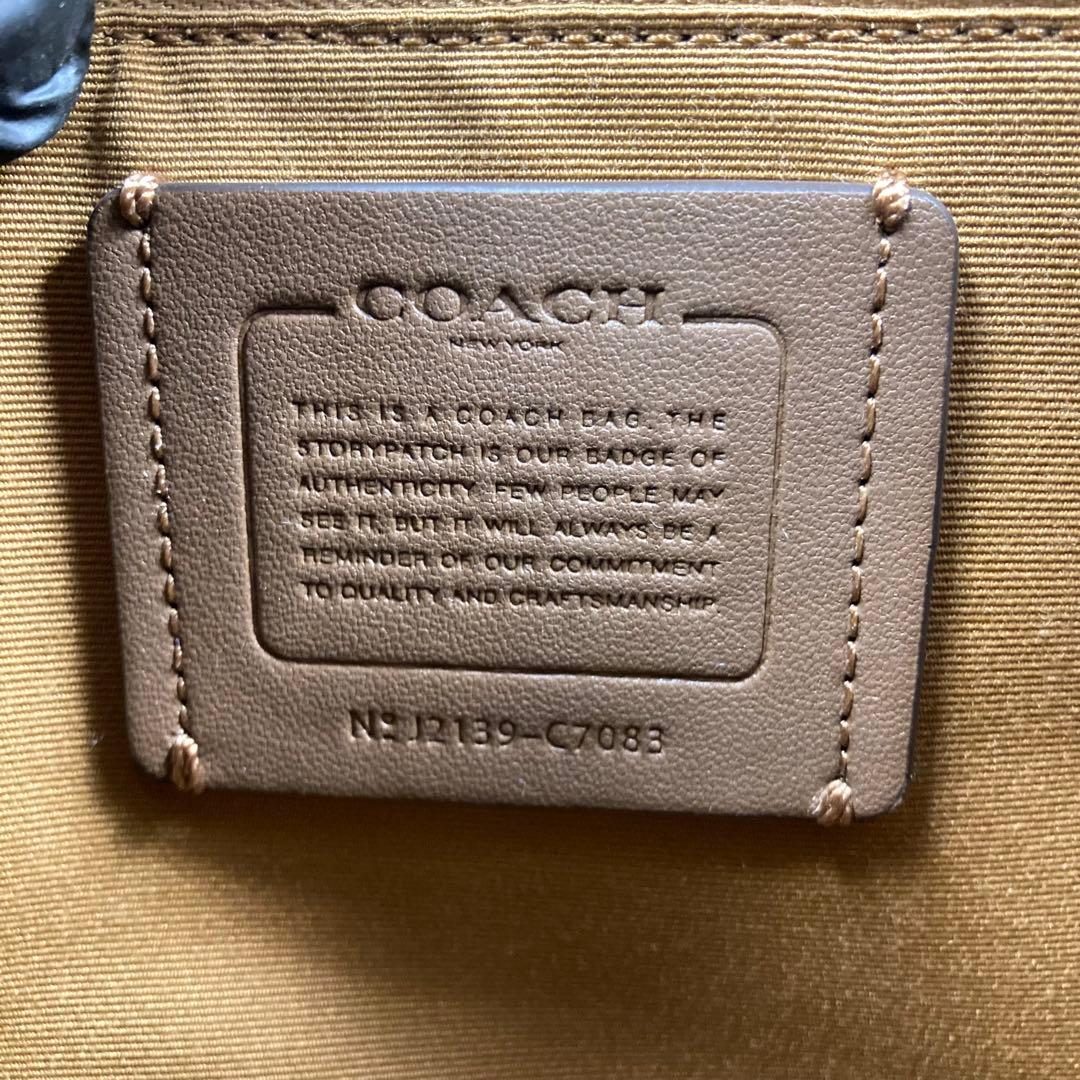 COACH
NEW YORK
THIS IS A COACH BAG. THE
STORYPATCH IS OUR BADGE OF
AUTHENTICITY. FEW PEOPLE MAY
SEE IT, BUT IT WILL ALWAYS BE A
REMINDER OF OUR COMMITMENT
TO QUALITY AND CRAFTSMANSHIP.
Nº J2139-C7083